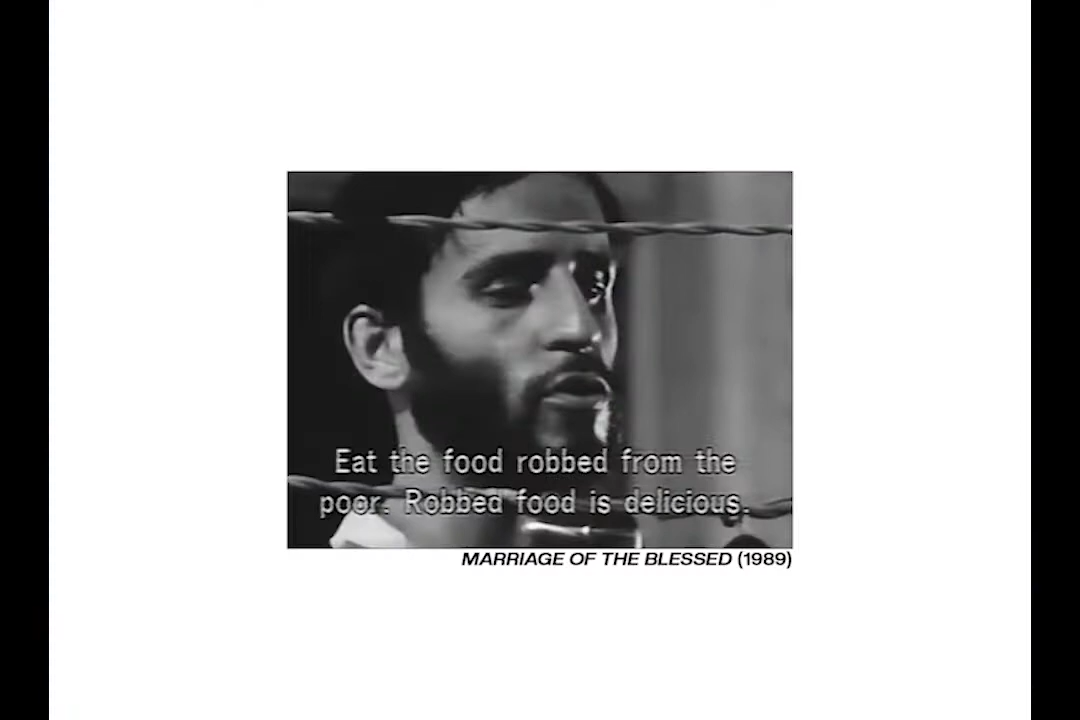 Eat the food robbed from the
poor. Robbed food is delicious.
MARRIAGE OF THE BLESSED (1989)